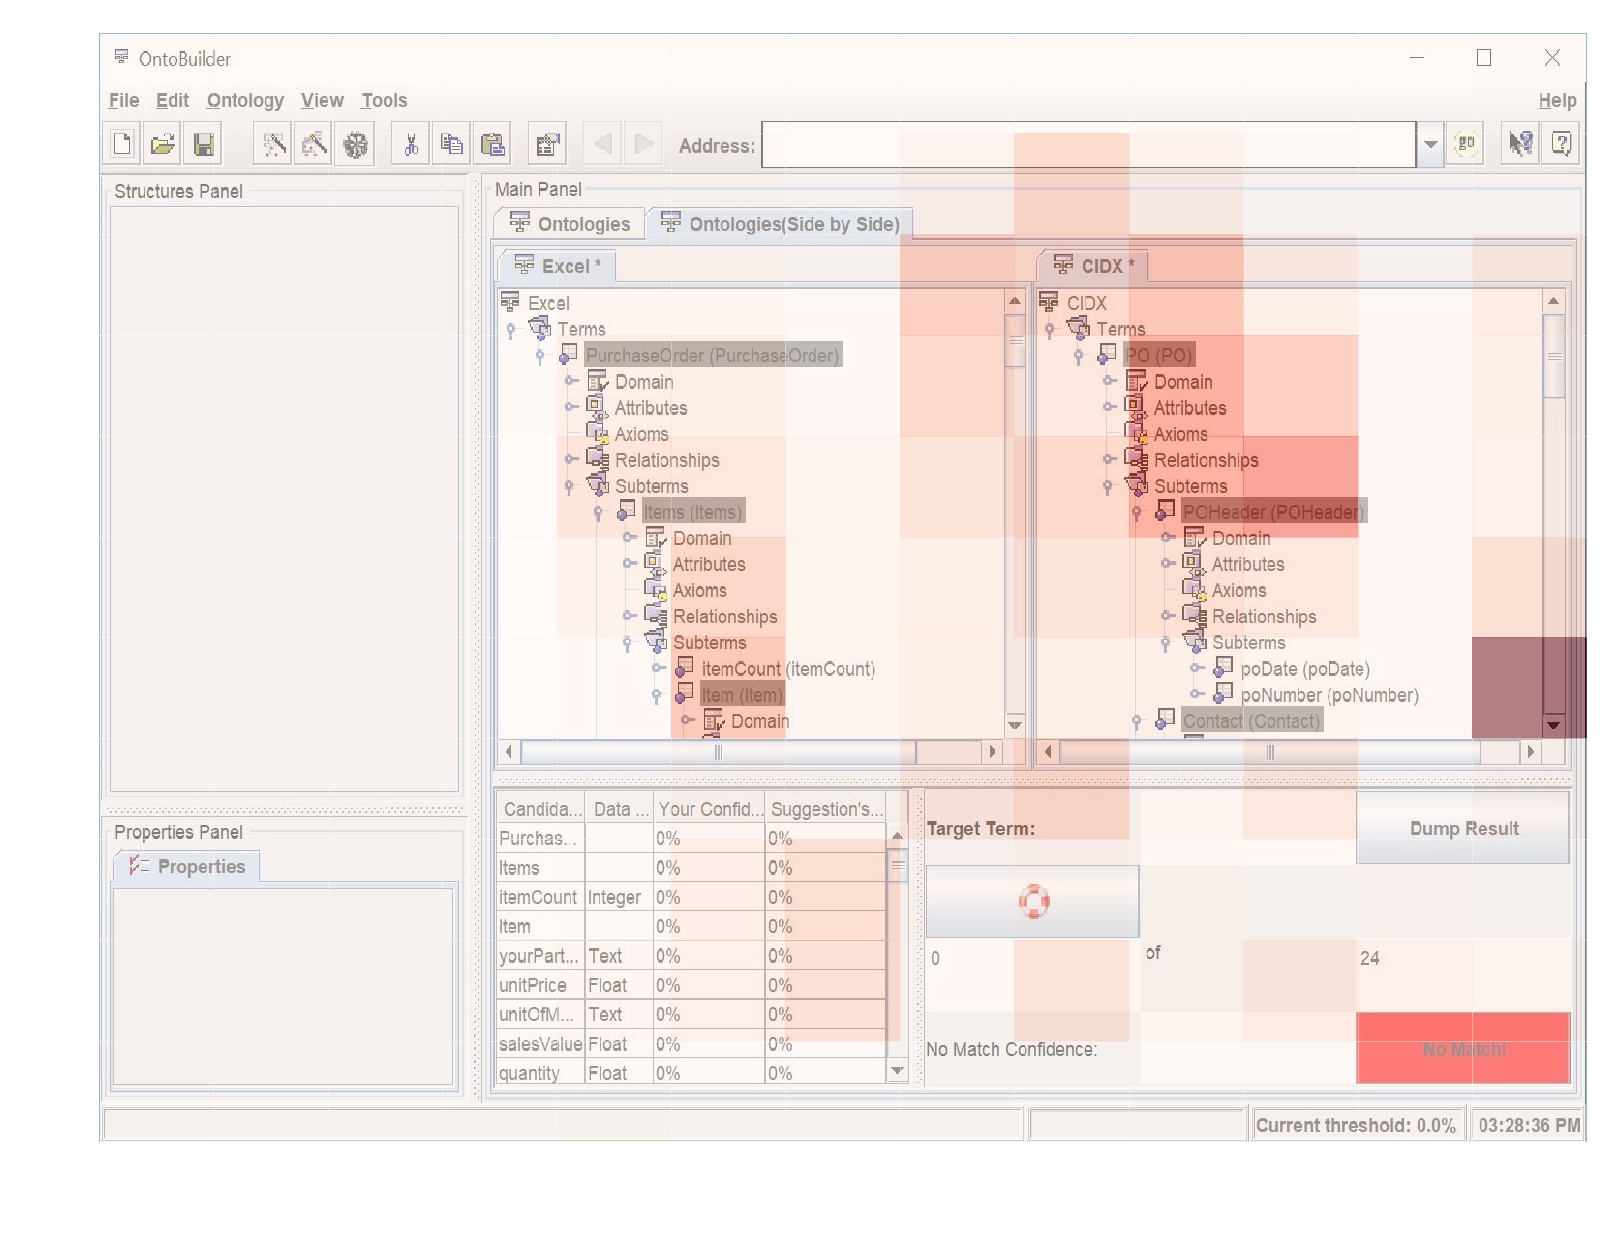 OntoBuilder
File Edit Ontology View Tools Help
Address: go
Structures Panel
Main Panel
Ontologies Ontologies(Side by Side)
Excel *
Excel
Terms
PurchaseOrder (PurchaseOrder)
Domain
Attributes
Axioms
Relationships
Subterms
Items (Items)
Domain
Attributes
Axioms
Relationships
Subterms
itemCount (itemCount)
Item (Item)
Domain
CIDX *
CIDX
Terms
PO (PO)
Domain
Attributes
Axioms
Relationships
Subterms
POHeader (POHeader)
Domain
Attributes
Axioms
Relationships
Subterms
poDate (poDate)
poNumber (poNumber)
Contact (Contact)
Properties Panel
Properties
Candida... Data ... Your Confid... Suggestion's...
Purchas... 0% 0%
Items 0% 0%
itemCount Integer 0% 0%
Item 0% 0%
yourPart... Text 0% 0%
unitPrice Float 0% 0%
unitOfM... Text 0% 0%
salesValue Float 0% 0%
quantity Float 0% 0%
Target Term: Dump Result
0 of 24
No Match Confidence: No Match!
Current threshold: 0.0% 03:28:36 PM